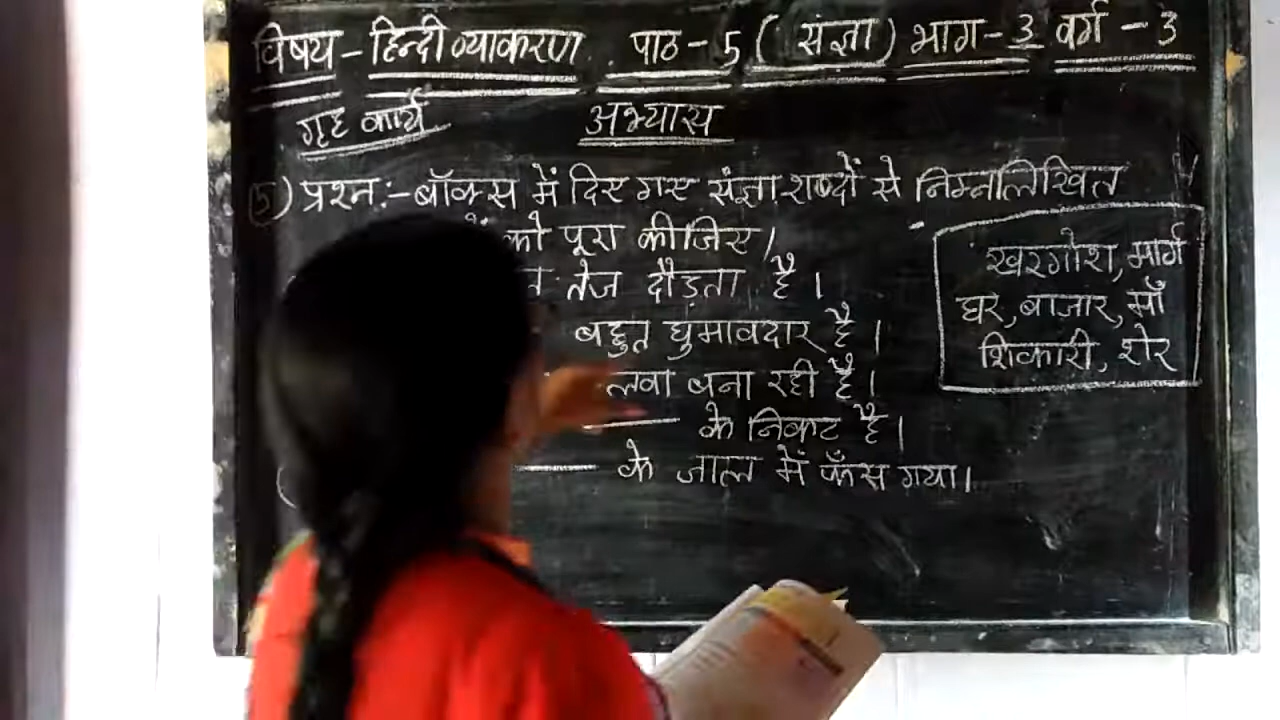 विषय - हिन्दी व्याकरण .. पाठ - 5 ( संज्ञा ) भाग - 3 वर्ग - 3
गृह कार्य
अभ्यास
(5) प्रश्न:- बॉक्स में दिए गए संज्ञा शब्दों से निम्नलिखित
को पूरा कीजिए।
तेज दौड़ता है।
बहुत घुमावदार है।
लवा बना रही है।
के निकट है।
के जाल में फँस गया।
खरगोश, मार्ग
घर, बाजार, माँ
शिकारी, शेर